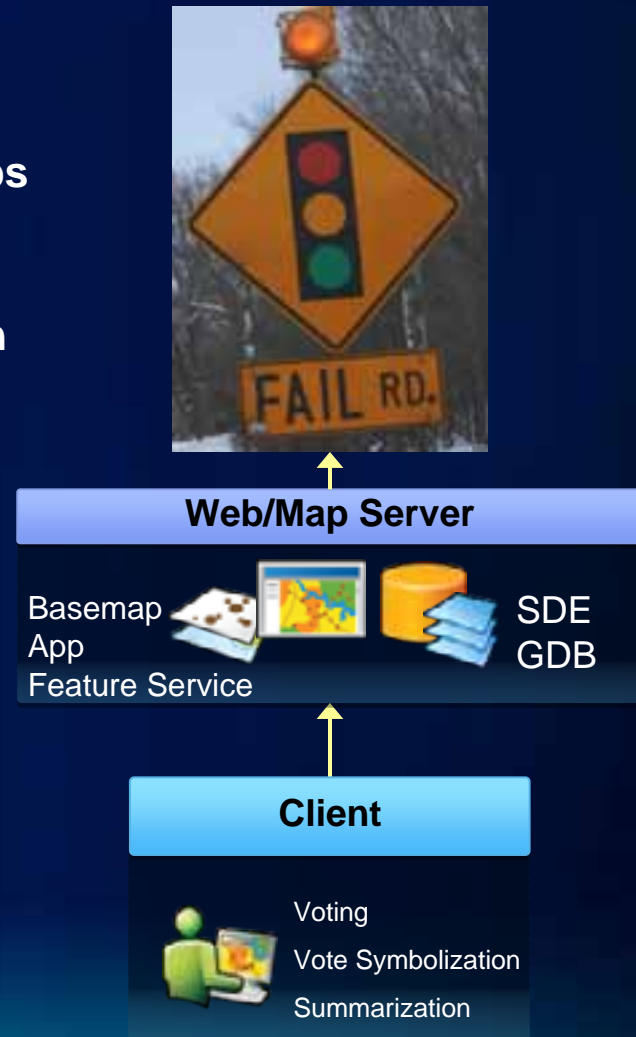 FAIL RD.
Web/Map Server
Basemap
App
Feature Service
SDE
GDB
Client
Voting
Vote Symbolization
Summarization